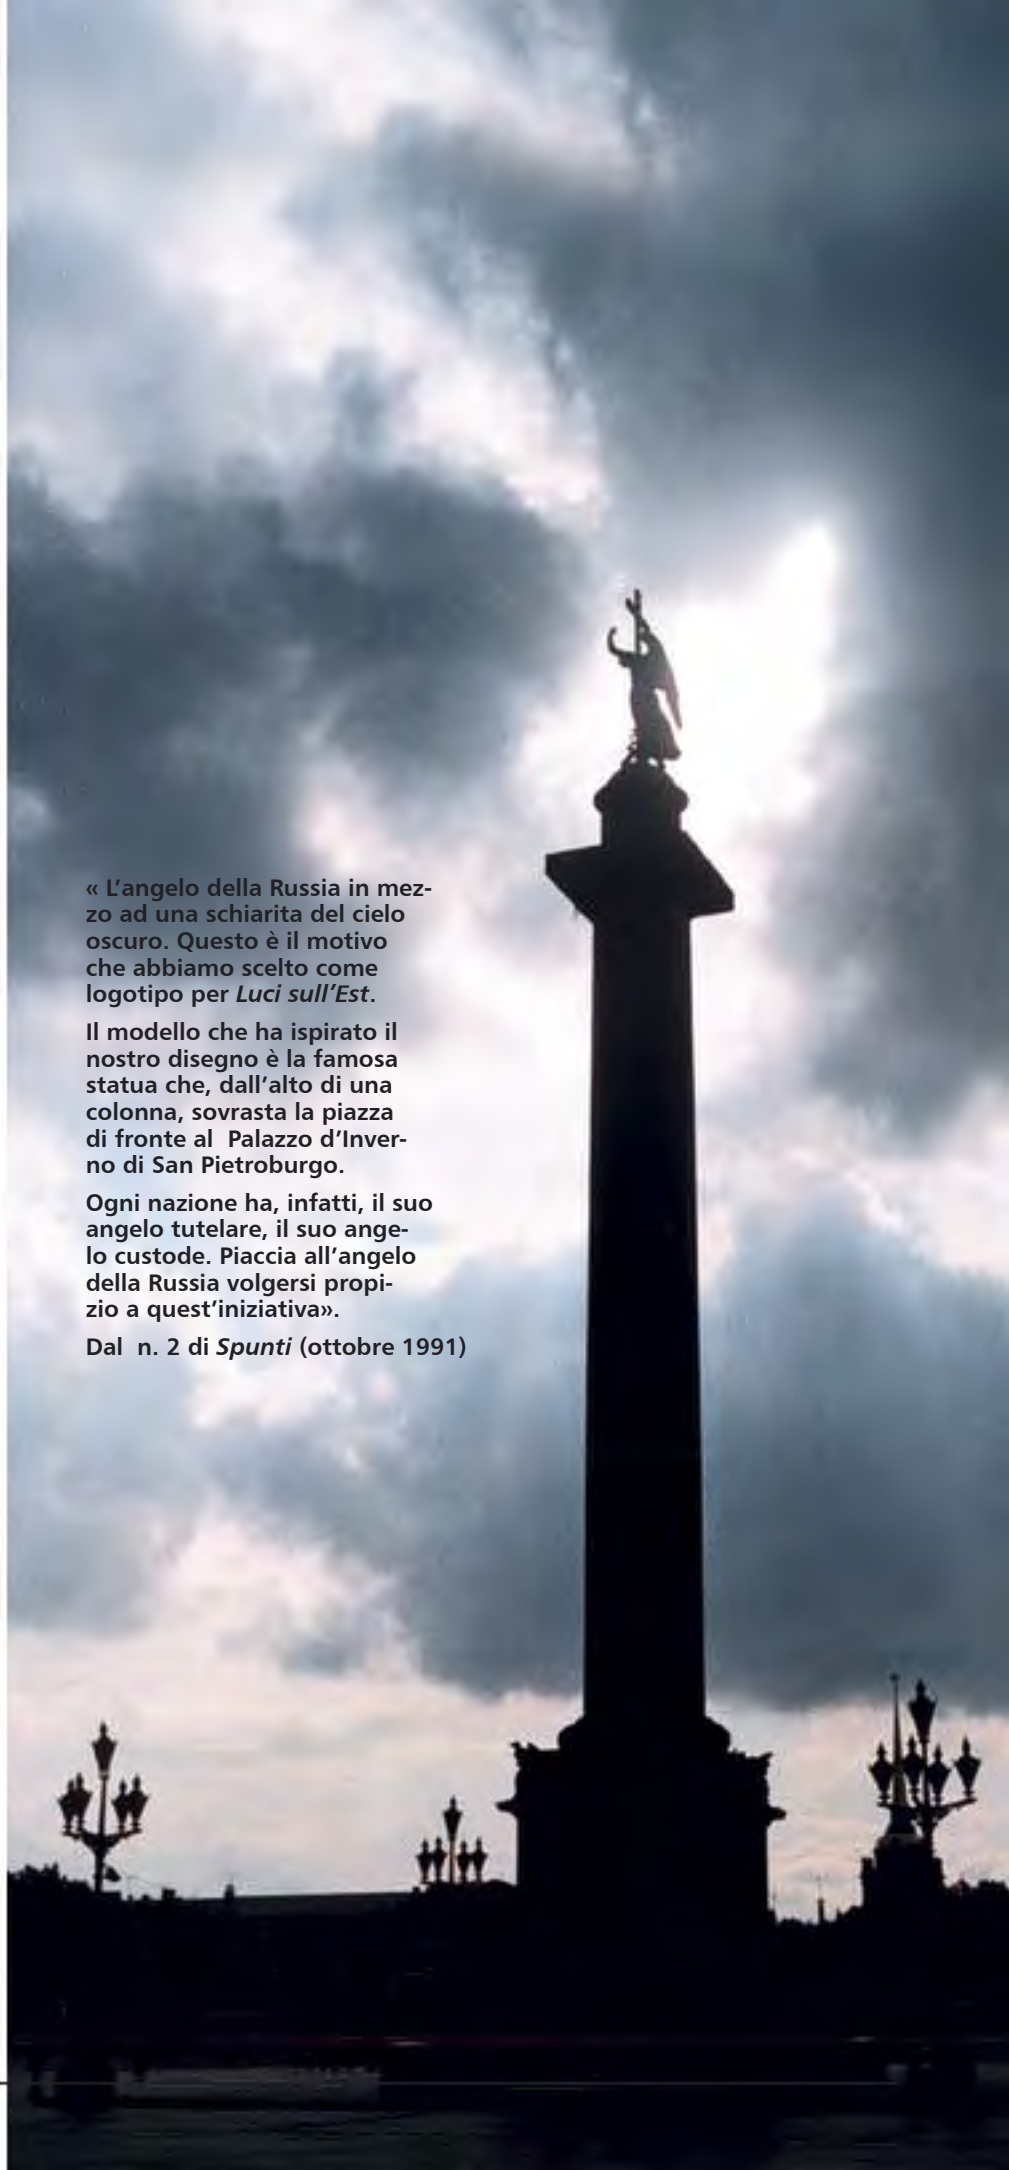 « L’angelo della Russia in mez-
zo ad una schiarita del cielo
oscuro. Questo è il motivo
che abbiamo scelto come
logotipo per Luci sull’Est.
Il modello che ha ispirato il
nostro disegno è la famosa
statua che, dall’alto di una
colonna, sovrasta la piazza
di fronte al  Palazzo d’Inver-
no di San Pietroburgo.
Ogni nazione ha, infatti, il suo
angelo tutelare, il suo ange-
lo custode. Piaccia all’angelo
della Russia volgersi propi-
zio a quest’iniziativa».
Dal  n. 2 di Spunti (ottobre 1991)